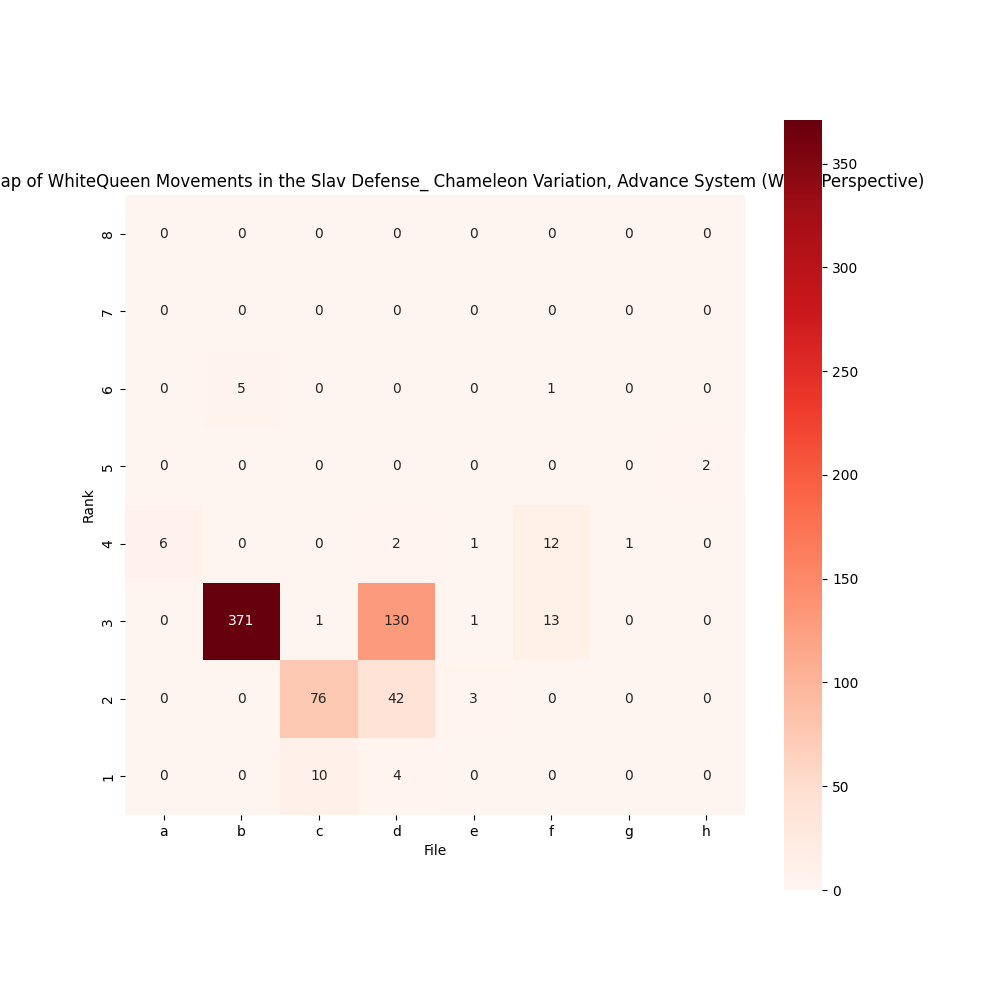 ap of WhiteQueen Movements in the Slav Defense_ Chameleon Variation, Advance System (W Perspective)
8 0 0 0 0 0 0 0 0
7 0 0 0 0 0 0 0 0
6 0 5 0 0 0 1 0 0
5 0 0 0 0 0 0 0 2
4 6 0 0 2 1 12 1 0
3 0 371 1 130 1 13 0 0
2 0 0 76 42 3 0 0 0
1 0 0 10 4 0 0 0 0
a b c d e f g h
File
Rank
350
300
250
200
150
100
50
0